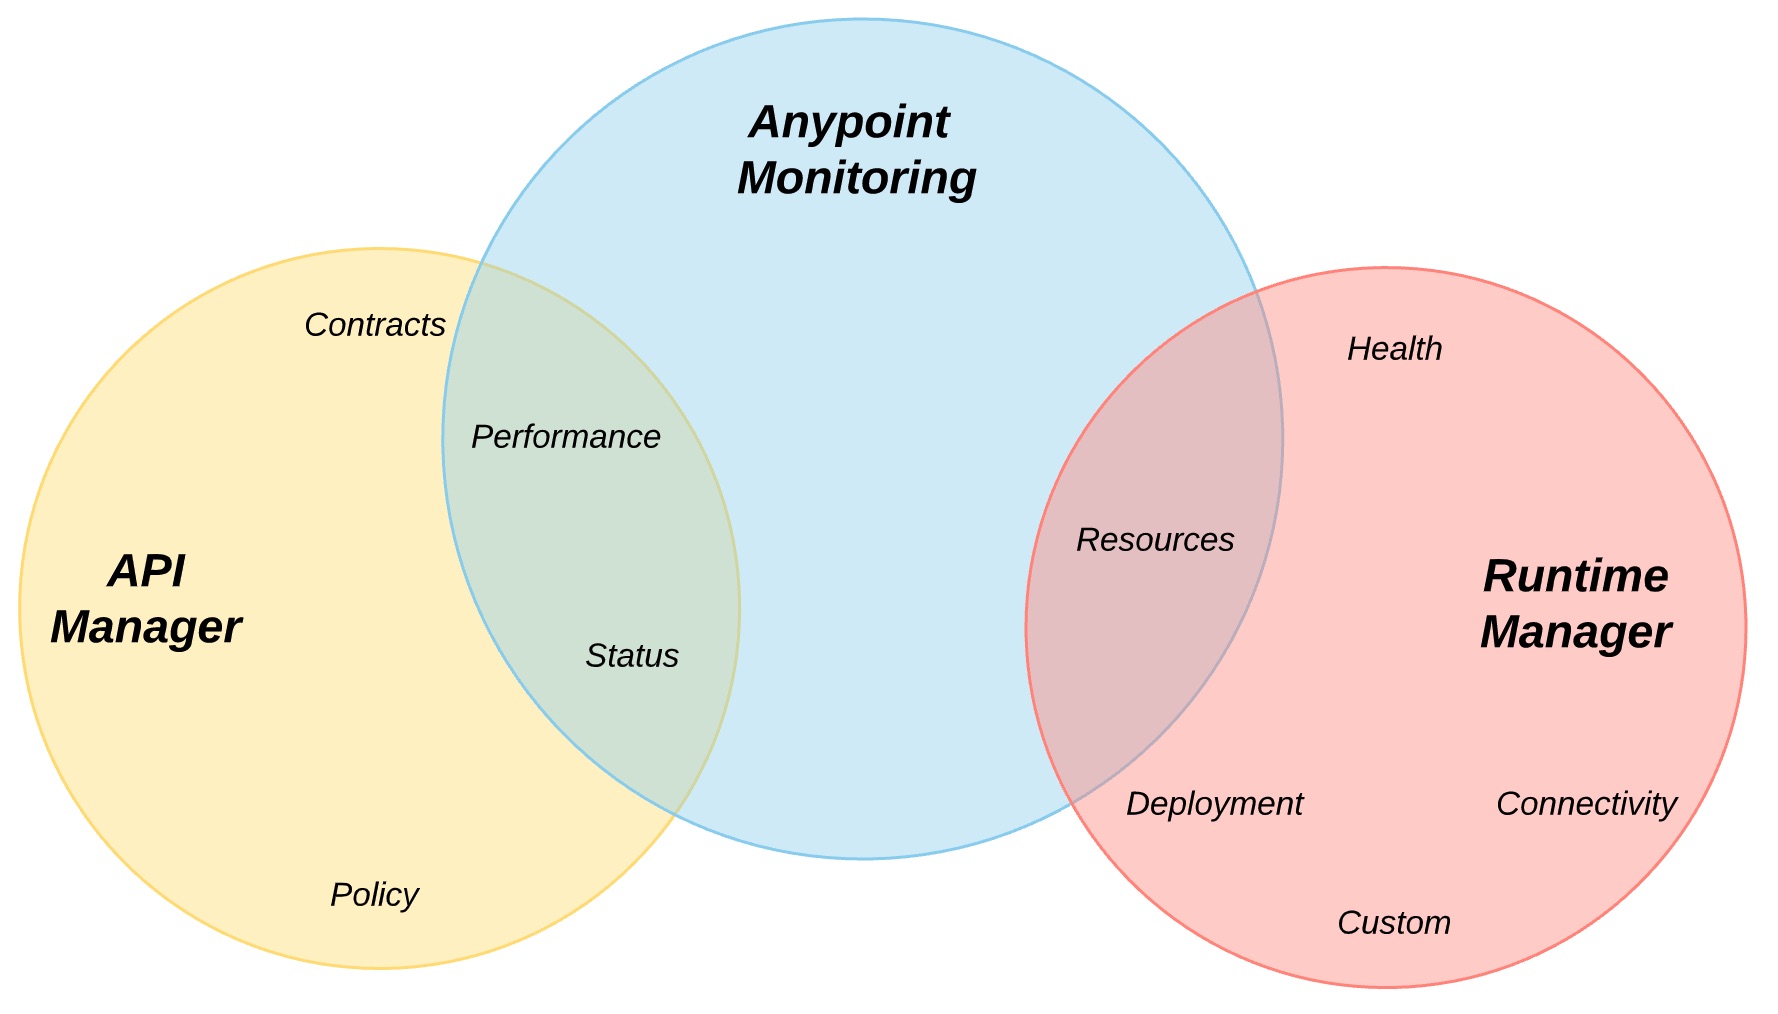 Anypoint
Monitoring
Contracts
Performance
API
Manager
Status
Policy
Health
Resources
Runtime
Manager
Deployment
Connectivity
Custom